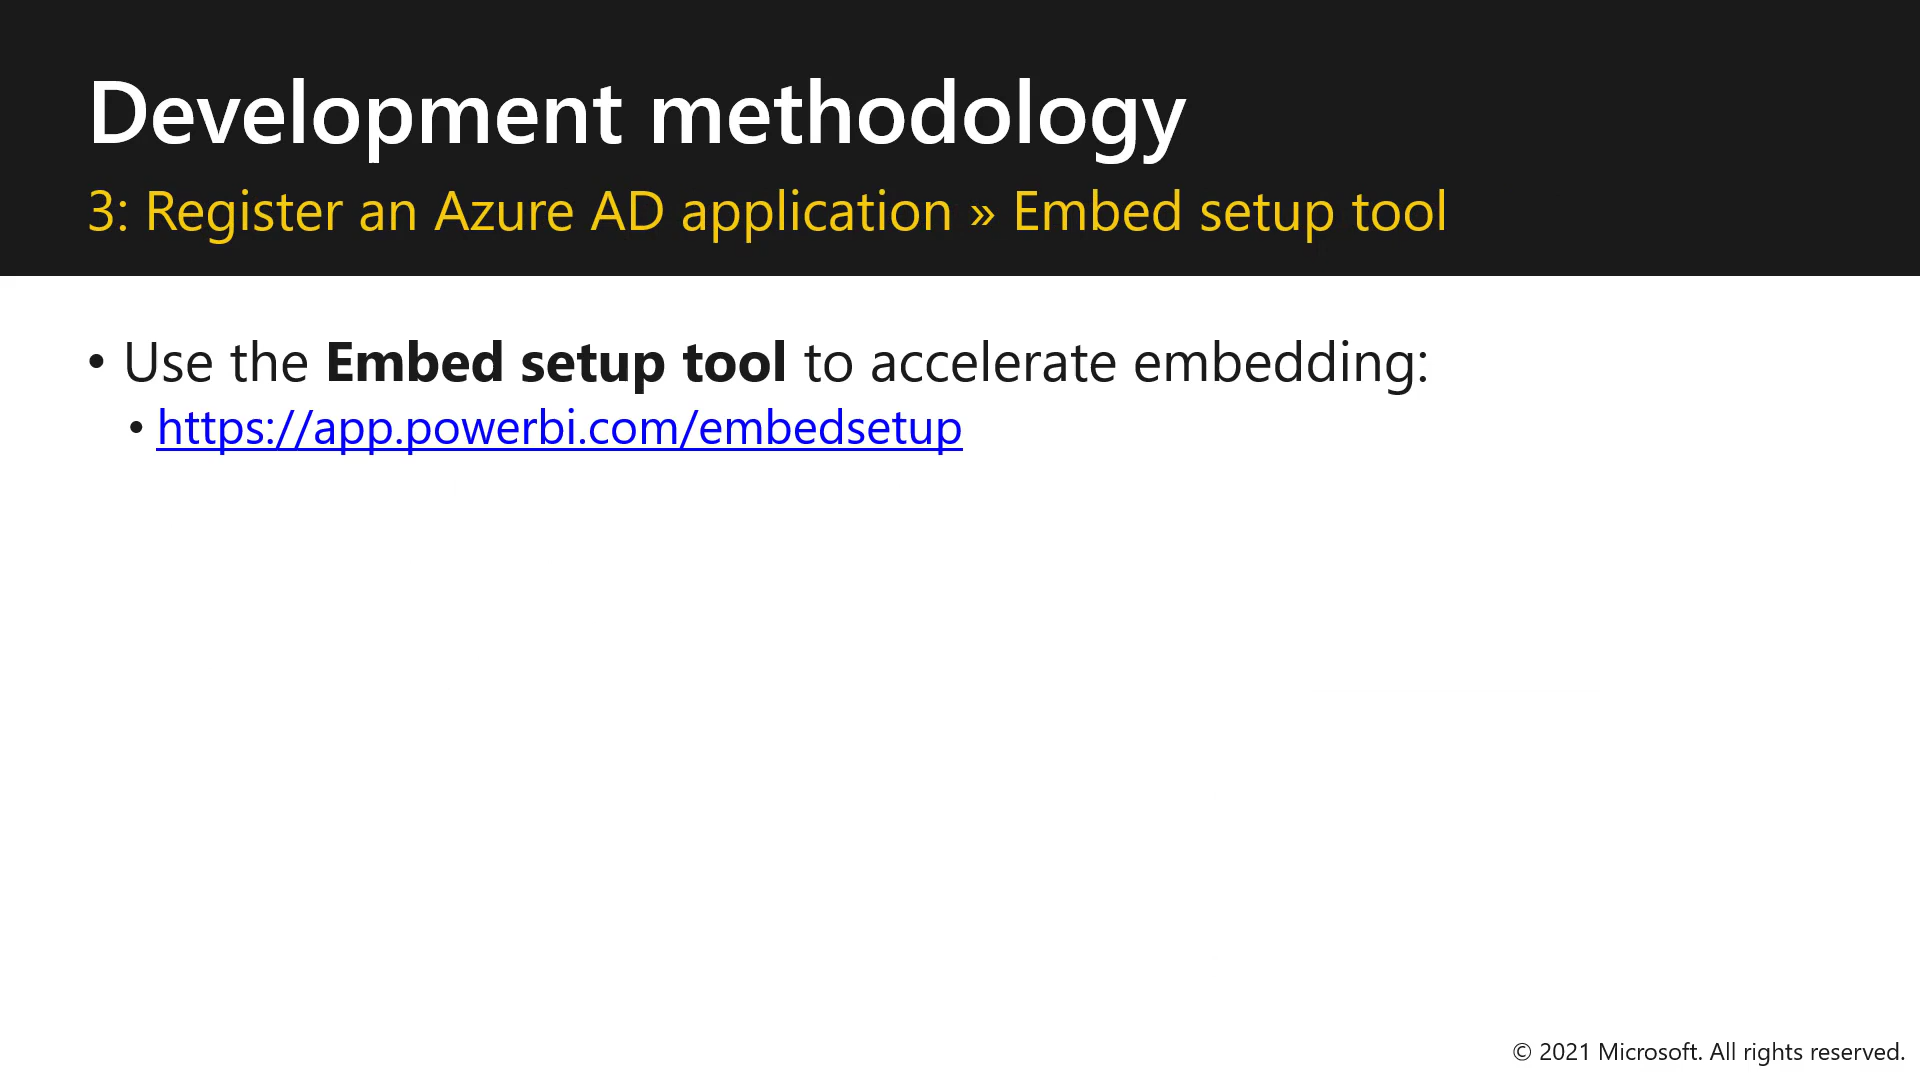 Development methodology
3: Register an Azure AD application » Embed setup tool
• Use the Embed setup tool to accelerate embedding:
• https://app.powerbi.com/embedsetup
© 2021 Microsoft. All rights reserved.